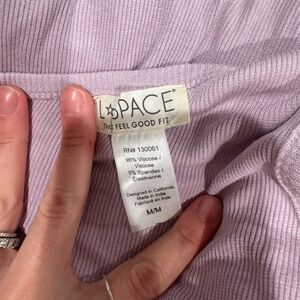 L*SPACE
THE FEEL GOOD FIT
RN# 130061
95% Viscose /
Viscose
5% Spandex /
Elasthanne
Designed in California
Made in India
Fabriqué en Inde
M/M